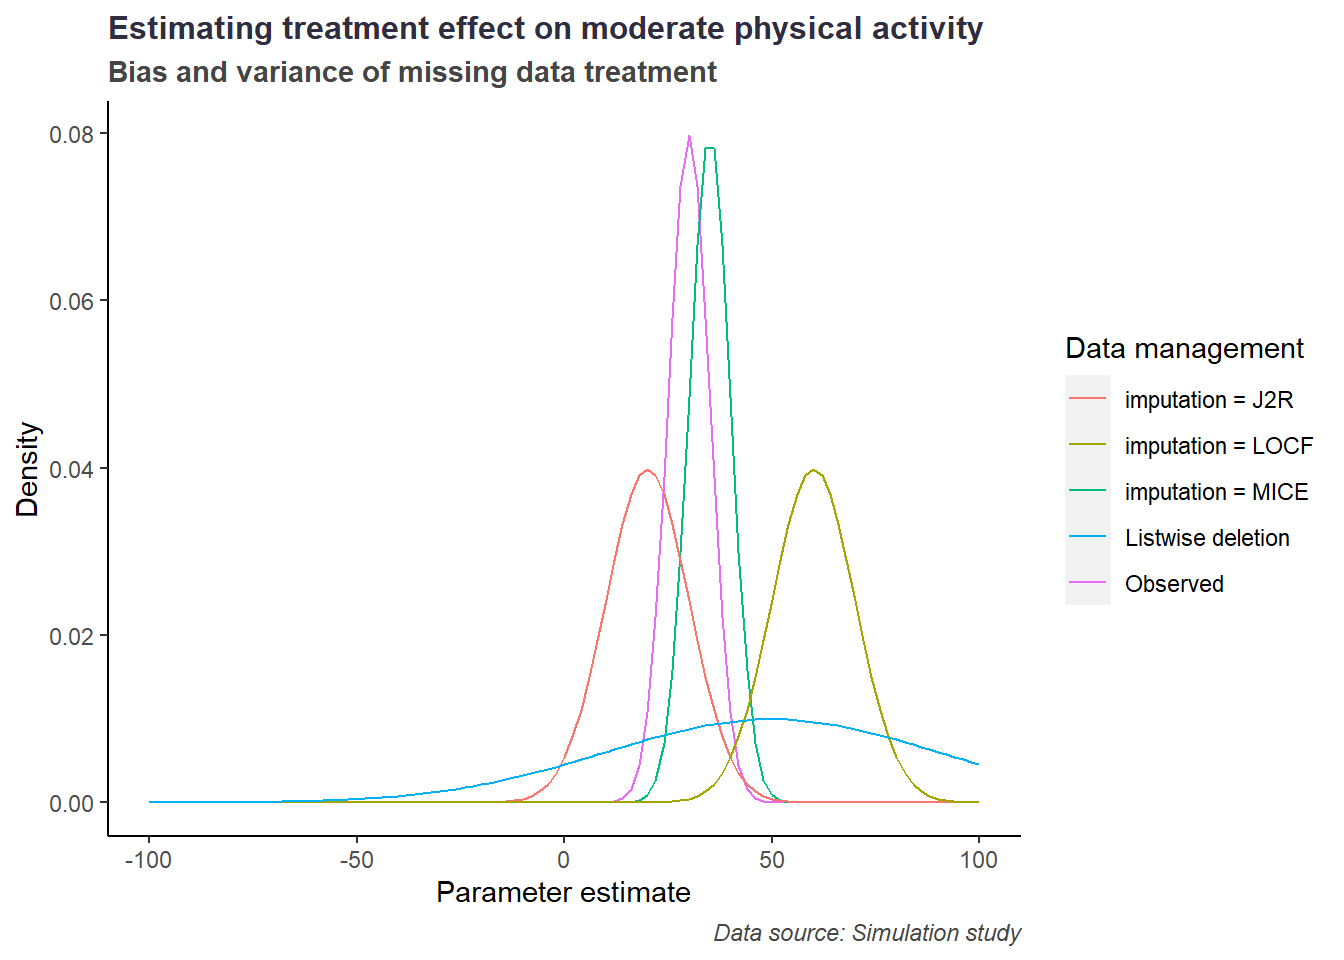 Estimating treatment effect on moderate physical activity
Bias and variance of missing data treatment
0.08
0.06
0.04
0.02
0.00
Density
-100
-50
0
50
100
Parameter estimate
Data management
imputation = J2R
imputation = LOCF
imputation = MICE
Listwise deletion
Observed
Data source: Simulation study